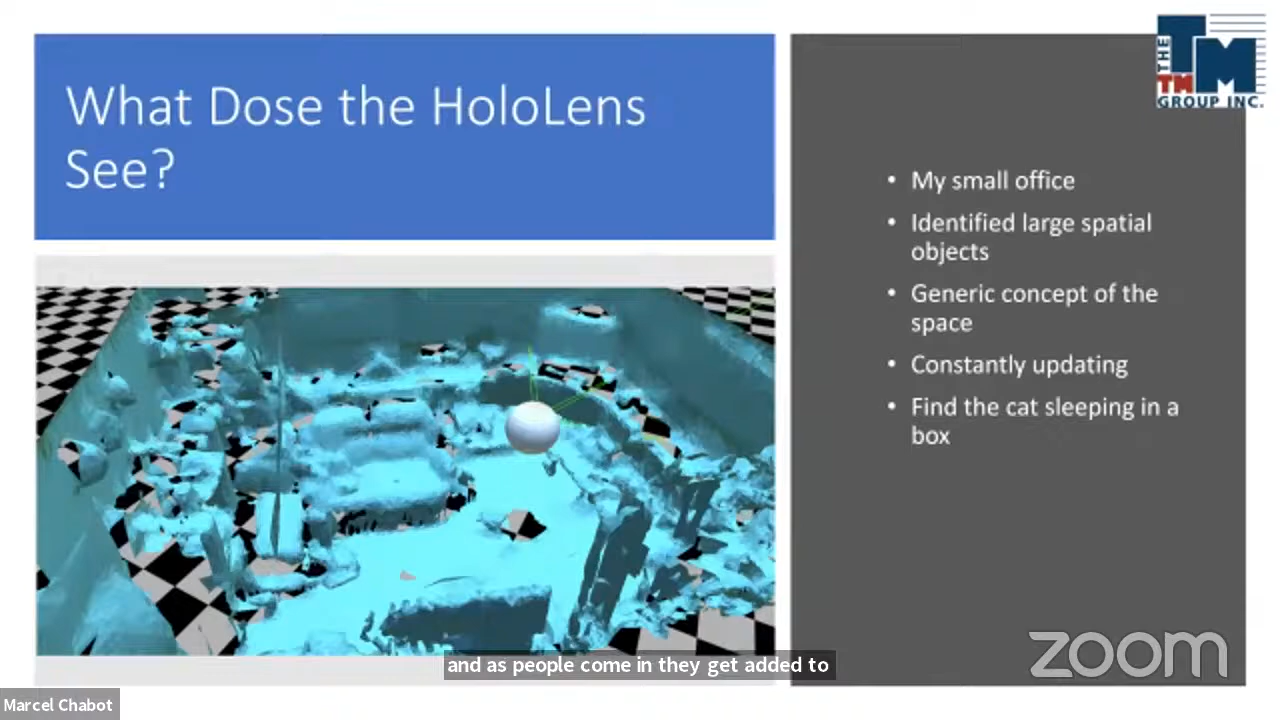 What Dose the HoloLens
See?
THE
TM
TM
GROUP INC.
• My small office
• Identified large spatial
objects
• Generic concept of the
space
• Constantly updating
• Find the cat sleeping in a
box
and as people come in they get added to
zoom
Marcel Chabot